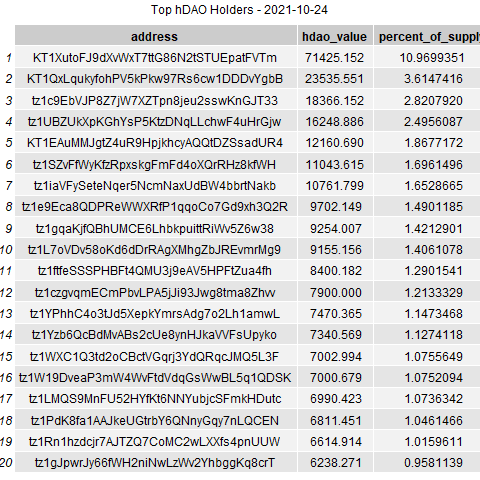 Top hDAO Holders - 2021-10-24
address hdao_value percent_of_supply
1 KT1XutoFJ9dXvWxT7ttG86N2tSTUEpatFVTm 71425.152 10.9699351
2 KT1QxLqukyfohPV5kPkw97Rs6cw1DDDvYgbB 23535.551 3.6147416
3 tz1c9EbVJP8Z7jW7XZTpn8jeu2sswKnGJT33 18366.152 2.8207920
4 tz1UBZUkXpKGhYsP5KtzDNqLLchwF4uHrGjw 16248.886 2.4956087
5 KT1EAuMMJgtZ4uR9HpjkhcyAQQtDZSsadUR4 12160.690 1.8677172
6 tz1SZvFfWyKfzRpxskgFmFd4oXQrRHz8kfWH 11043.615 1.6961496
7 tz1iaVFySeteNqer5NcmNaxUdBW4bbrtNakb 10761.799 1.6528665
8 tz1e9Eca8QDPReWWXRfP1qqoCo7Gd9xh3Q2R 9702.149 1.4901185
9 tz1gqaKjfQBhUMCE6LhbkpuittRiWv5Z6w38 9254.007 1.4212901
10 tz1L7oVDv58oKd6dDrRAgXMhgZbJREvmrMg9 9155.156 1.4061078
11 tz1ftfeSSSPHBFt4QMU3j9eAV5HPFtZua4fh 8400.182 1.2901541
12 tz1czgvqmECmPbvLPA5jJi93Jwg8tma8Zhvv 7900.000 1.2133329
13 tz1YPhhC4o3tJd5XepkYmrsAdg7o2Lh1amwL 7470.365 1.1473468
14 tz1Yzb6QcBdMvABs2cUe8ynHJkaVVFsUpyko 7340.569 1.1274118
15 tz1WXC1Q3td2oCBctVGqrj3YdQRqcJMQ5L3F 7002.994 1.0755649
16 tz1W19DveaP3mW4WvFtdVdqGsWwBL5q1QDSK 7000.679 1.0752094
17 tz1LMQS9MnFU52HYfKt6NNYubjcSFmkHDutc 6990.423 1.0736342
18 tz1PdK8fa1AAJkeUGtrbY6QNnyGqy7nLQCEN 6811.451 1.0461466
19 tz1Rn1hzdcjr7AJTZQ7CoMC2wLXXfs4pnUUW 6614.914 1.0159611
20 tz1gJpwrJy66fWH2niNwLzWv2YhbggKq8crT 6238.271 0.9581139